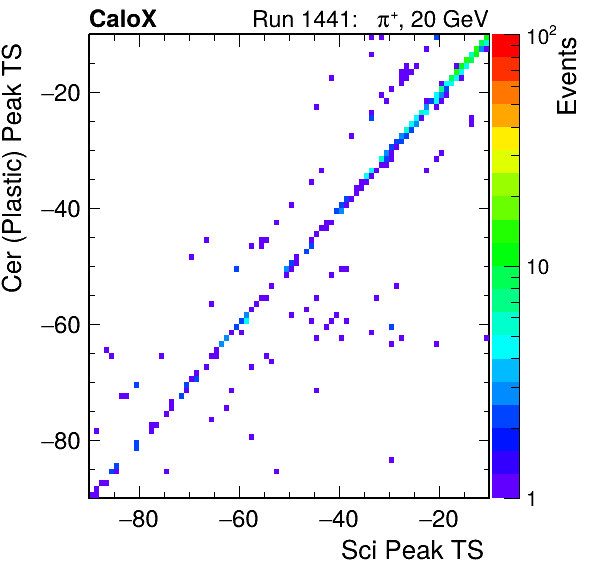 CaloX Run 1441: π⁺, 20 GeV
Cer (Plastic) Peak TS
−20
−40
−60
−80
−80 −60 −40 −20
Sci Peak TS
10²
10
1
Events